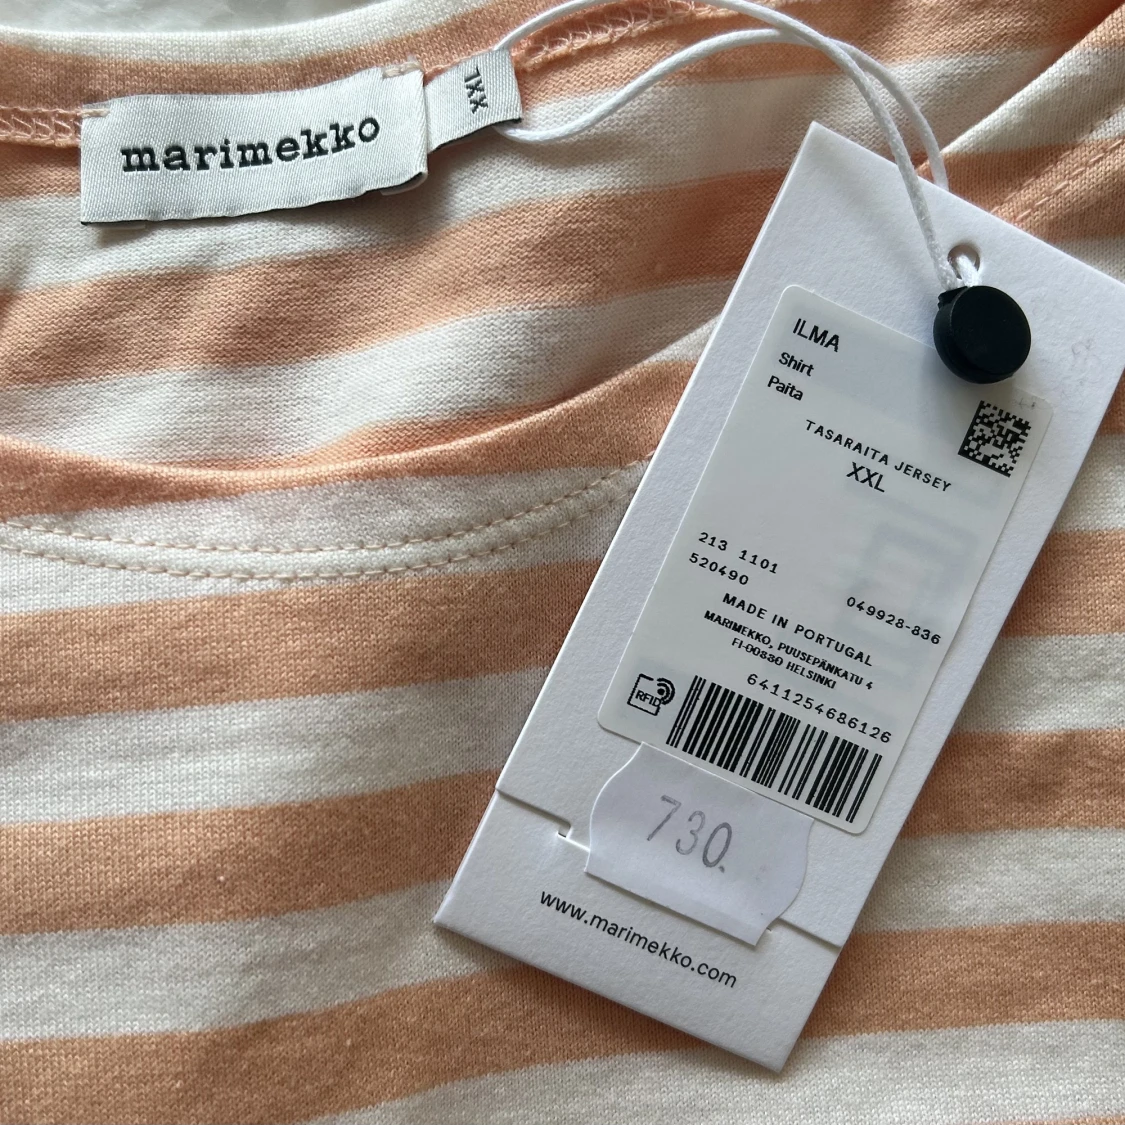 marimekko
XXL
ILMA
Shirt
Paita
TASARAITA JERSEY
XXL
213 1101
520490
049928-836
MADE IN PORTUGAL
MARIMEKKO, PUUSEPÄNKATU 4
FI-00880 HELSINKI
RFID
6411254686126
730.
www.marimekko.com